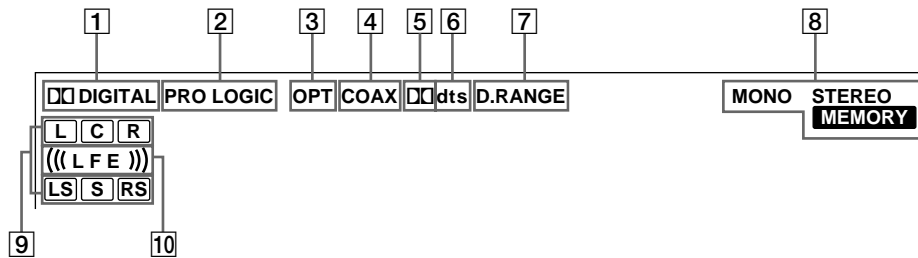 1 2 3 4 5 6 7 8
DIGITAL PRO LOGIC OPT COAX dts D.RANGE MONO STEREO
MEMORY
L C R
((( L F E )))
LS S RS
9 10